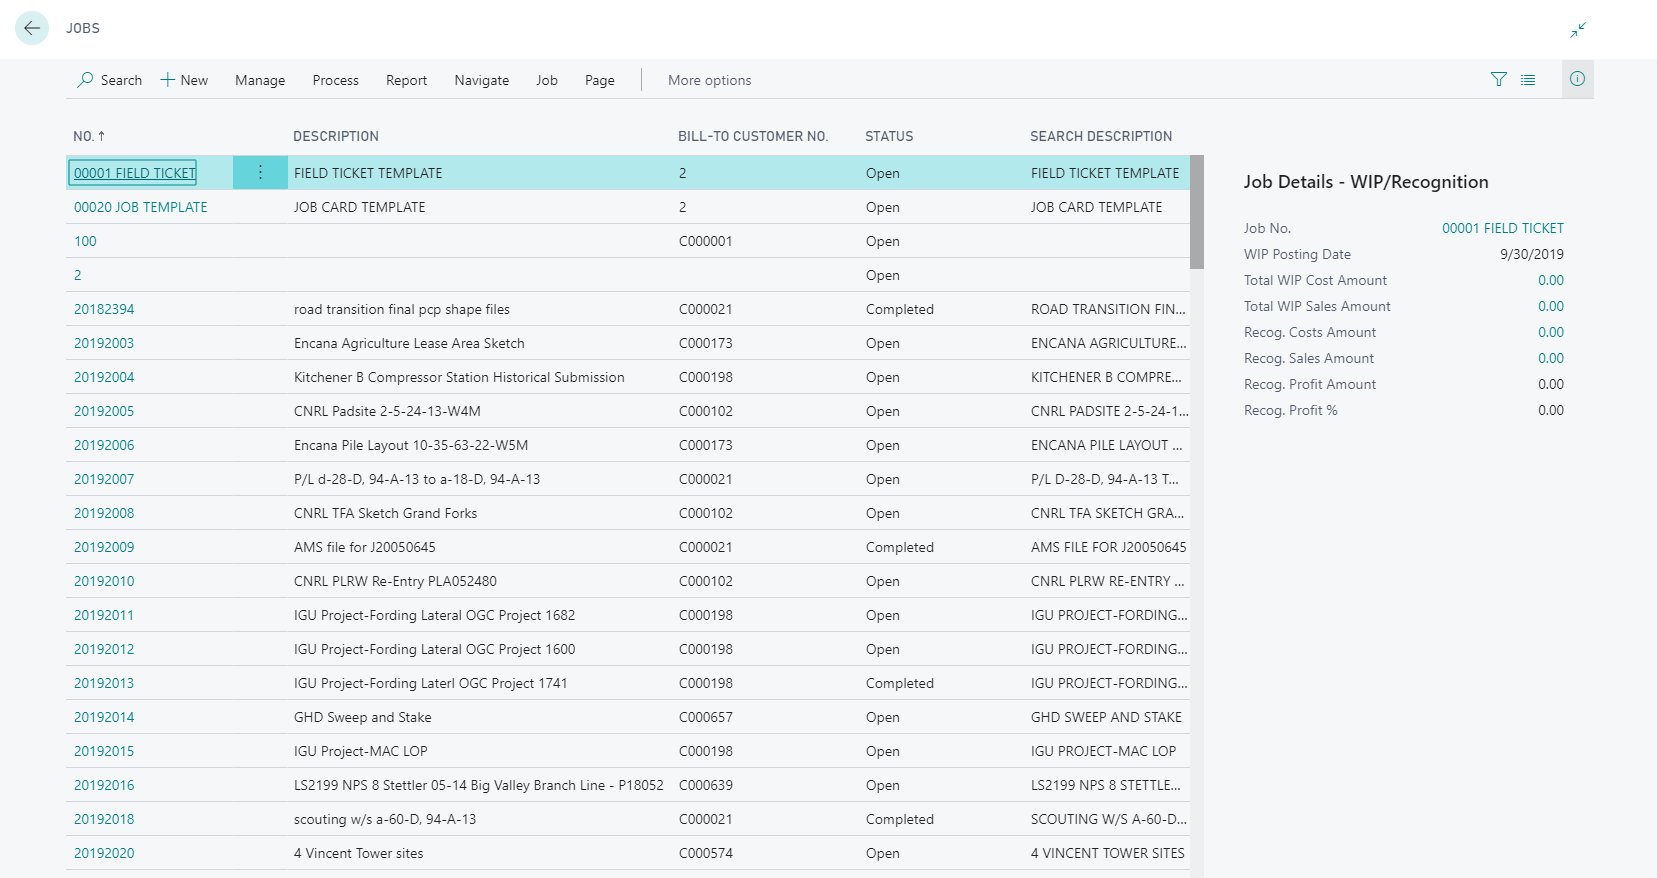 JOBS
Search New Manage Process Report Navigate Job Page More options
NO. ↑ DESCRIPTION BILL-TO CUSTOMER NO. STATUS SEARCH DESCRIPTION
00001 FIELD TICKET FIELD TICKET TEMPLATE 2 Open FIELD TICKET TEMPLATE
00020 JOB TEMPLATE JOB CARD TEMPLATE 2 Open JOB CARD TEMPLATE
100 C000001 Open
2 Open
20182394 road transition final pcp shape files C000021 Completed ROAD TRANSITION FIN...
20192003 Encana Agriculture Lease Area Sketch C000173 Open ENCANA AGRICULTURE...
20192004 Kitchener B Compressor Station Historical Submission C000198 Open KITCHENER B COMPRE...
20192005 CNRL Padsite 2-5-24-13-W4M C000102 Open CNRL PADSITE 2-5-24-1...
20192006 Encana Pile Layout 10-35-63-22-W5M C000173 Open ENCANA PILE LAYOUT ...
20192007 P/L d-28-D, 94-A-13 to a-18-D, 94-A-13 C000021 Open P/L D-28-D, 94-A-13 T...
20192008 CNRL TFA Sketch Grand Forks C000102 Open CNRL TFA SKETCH GRA...
20192009 AMS file for J20050645 C000021 Completed AMS FILE FOR J20050645
20192010 CNRL PLRW Re-Entry PLA052480 C000102 Open CNRL PLRW RE-ENTRY ...
20192011 IGU Project-Fording Lateral OGC Project 1682 C000198 Open IGU PROJECT-FORDING...
20192012 IGU Project-Fording Lateral OGC Project 1600 C000198 Open IGU PROJECT-FORDING...
20192013 IGU Project-Fording Laterl OGC Project 1741 C000198 Completed IGU PROJECT-FORDING...
20192014 GHD Sweep and Stake C000657 Open GHD SWEEP AND STAKE
20192015 IGU Project-MAC LOP C000198 Open IGU PROJECT-MAC LOP
20192016 LS2199 NPS 8 Stettler 05-14 Big Valley Branch Line - P18052 C000639 Open LS2199 NPS 8 STETTLE...
20192018 scouting w/s a-60-D, 94-A-13 C000021 Completed SCOUTING W/S A-60-D...
20192020 4 Vincent Tower sites C000574 Open 4 VINCENT TOWER SITES
Job Details - WIP/Recognition
Job No. 00001 FIELD TICKET
WIP Posting Date 9/30/2019
Total WIP Cost Amount 0.00
Total WIP Sales Amount 0.00
Recog. Costs Amount 0.00
Recog. Sales Amount 0.00
Recog. Profit Amount 0.00
Recog. Profit % 0.00